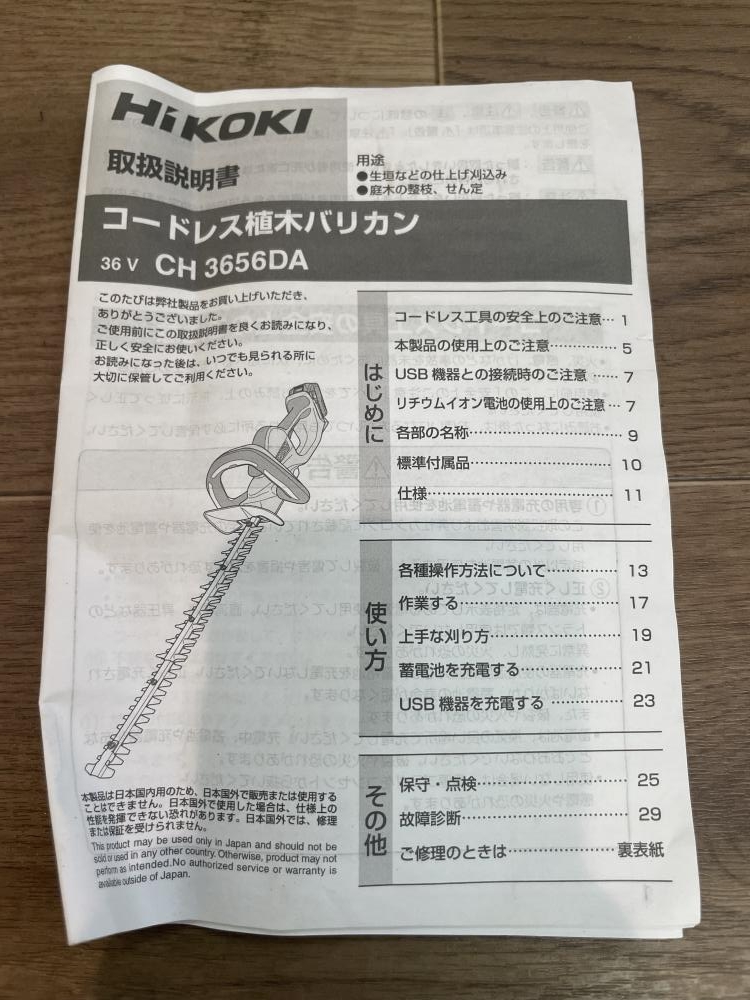 HiKOKI
取扱説明書
用途
●生垣などの仕上げ刈込み
●庭木の整枝、せん定
コードレス植木バリカン
36 V CH 3656DA
このたびは弊社製品をお買い上げいただき、
ありがとうございました。
ご使用前にこの取扱説明書を良くお読みになり、
正しく安全にお使いください。
お読みになった後は、いつでも見られる所に
大切に保管してご利用ください。
はじめに
コードレス工具の安全上のご注意… 1
本製品の使用上のご注意………… 5
USB 機器との接続時のご注意 …… 7
リチウムイオン電池の使用上のご注意 … 7
各部の名称………………………… 9
標準付属品………………………… 10
仕様………………………………… 11
使い方
各種操作方法について…………… 13
作業する…………………………… 17
上手な刈り方……………………… 19
蓄電池を充電する………………… 21
USB 機器を充電する …………… 23
その他
保守・点検………………………… 25
故障診断…………………………… 29
ご修理のときは……………… 裏表紙
本製品は日本国内用のため、日本国外で販売または使用する
ことはできません。日本国外で使用した場合は、仕様上の
性能を発揮できない恐れがあります。日本国外では、修理
または保証を受けられません。
This product may be used only in Japan and should not be
sold or used in any other country. Otherwise, product may not
perform as intended.No authorized service or warranty is
available outside of Japan.